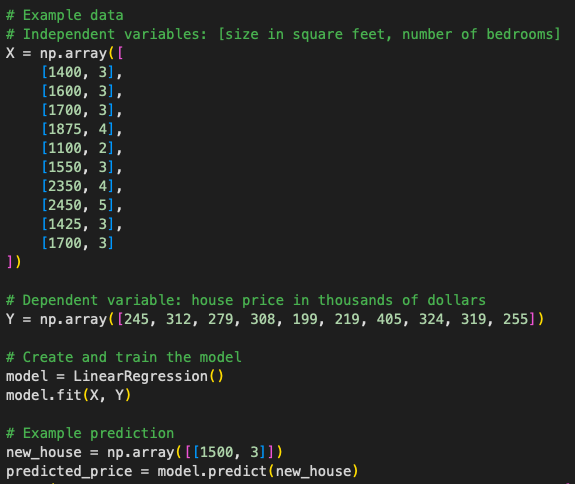 # Example data
# Independent variables: [size in square feet, number of bedrooms]
X = np.array([
    [1400, 3],
    [1600, 3],
    [1700, 3],
    [1875, 4],
    [1100, 2],
    [1550, 3],
    [2350, 4],
    [2450, 5],
    [1425, 3],
    [1700, 3]
])
# Dependent variable: house price in thousands of dollars
Y = np.array([245, 312, 279, 308, 199, 219, 405, 324, 319, 255])
# Create and train the model
model = LinearRegression()
model.fit(X, Y)
# Example prediction
new_house = np.array([[1500, 3]])
predicted_price = model.predict(new_house)